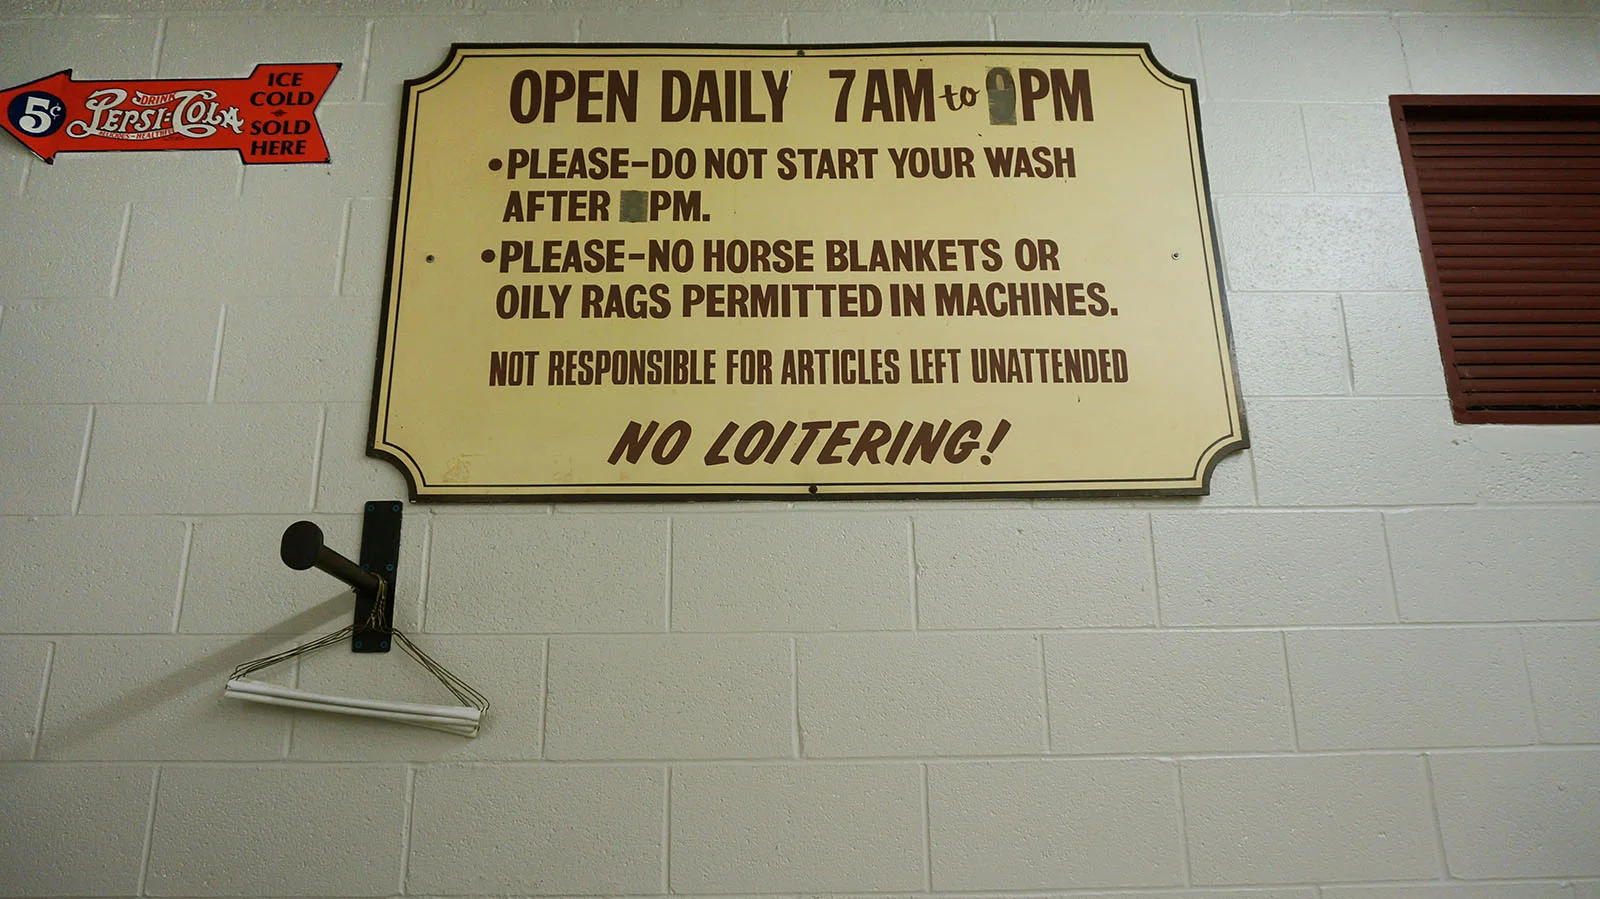 5¢
DRINK
PEPSI:COLA
DELICIOUS~HEALTHFUL
ICE
COLD
SOLD
HERE
OPEN DAILY 7AM to PM
•PLEASE-DO NOT START YOUR WASH
AFTER PM.
•PLEASE-NO HORSE BLANKETS OR
OILY RAGS PERMITTED IN MACHINES.
NOT RESPONSIBLE FOR ARTICLES LEFT UNATTENDED
NO LOITERING!